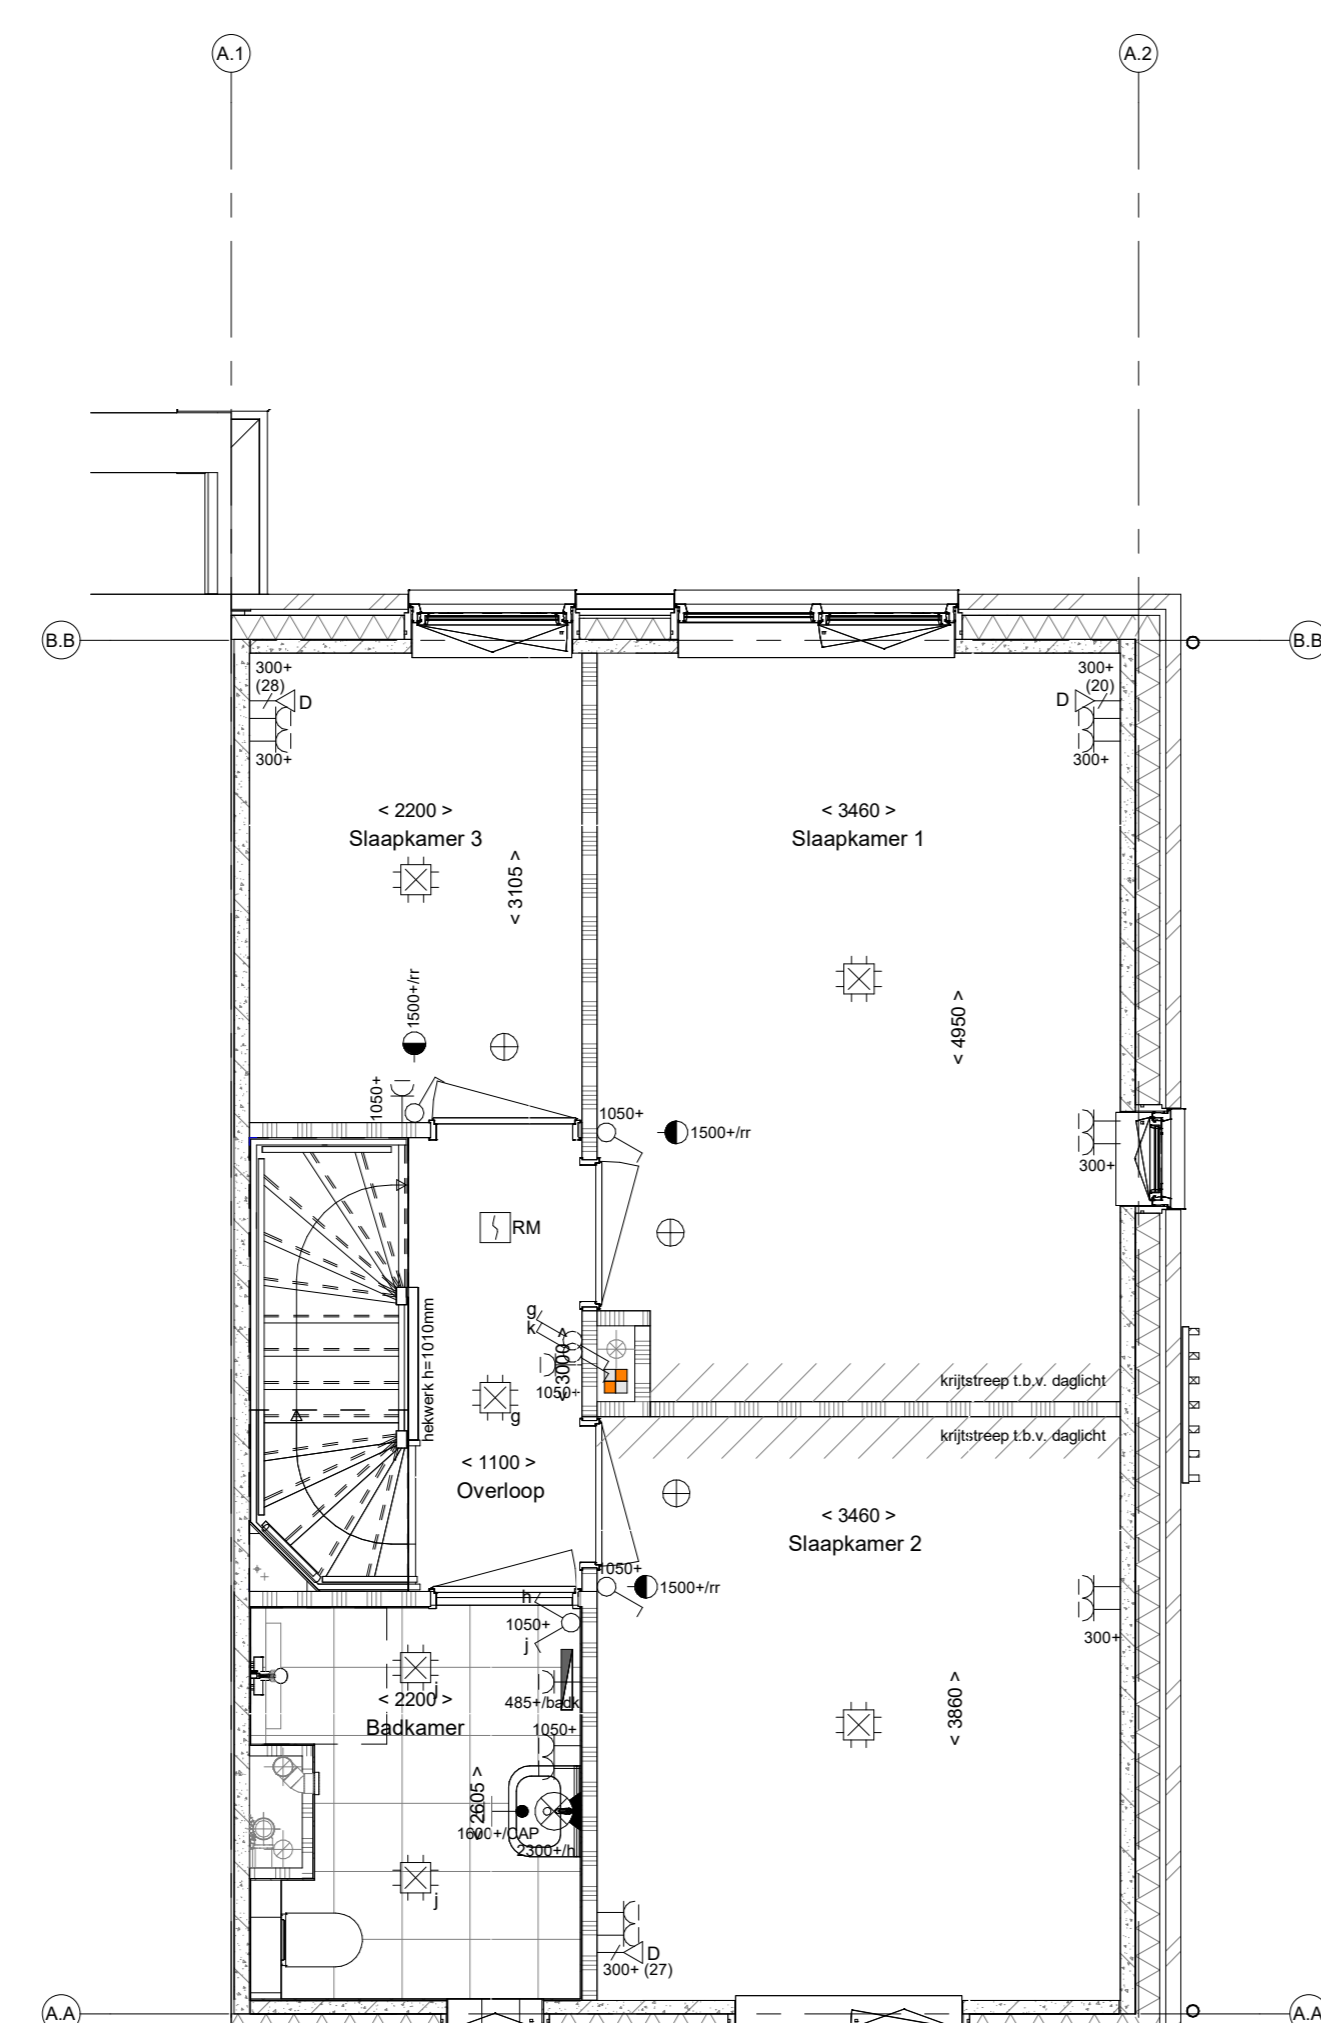 A.1
A.2
B.B
B.B
300+
(28)
D
300+
300+
(20)
D
300+
< 2200 >
Slaapkamer 3
< 3105 >
< 3460 >
Slaapkamer 1
< 4950 >
1500+/rr
1050+
1050+
1500+/rr
300+
RM
hekwerk h=1010mm
g
k
< 3000 >
1050+
g
krijtstreep t.b.v. daglicht
krijtstreep t.b.v. daglicht
< 1100 >
Overloop
< 3460 >
Slaapkamer 2
1050+
1500+/rr
h
1050+
j
300+
j
< 2200 >
Badkamer
485+/badk
1050+
< 3860 >
< 2605 >
1600+/CAP
2300+/h
j
D
300+ (27)
A.A
A.A